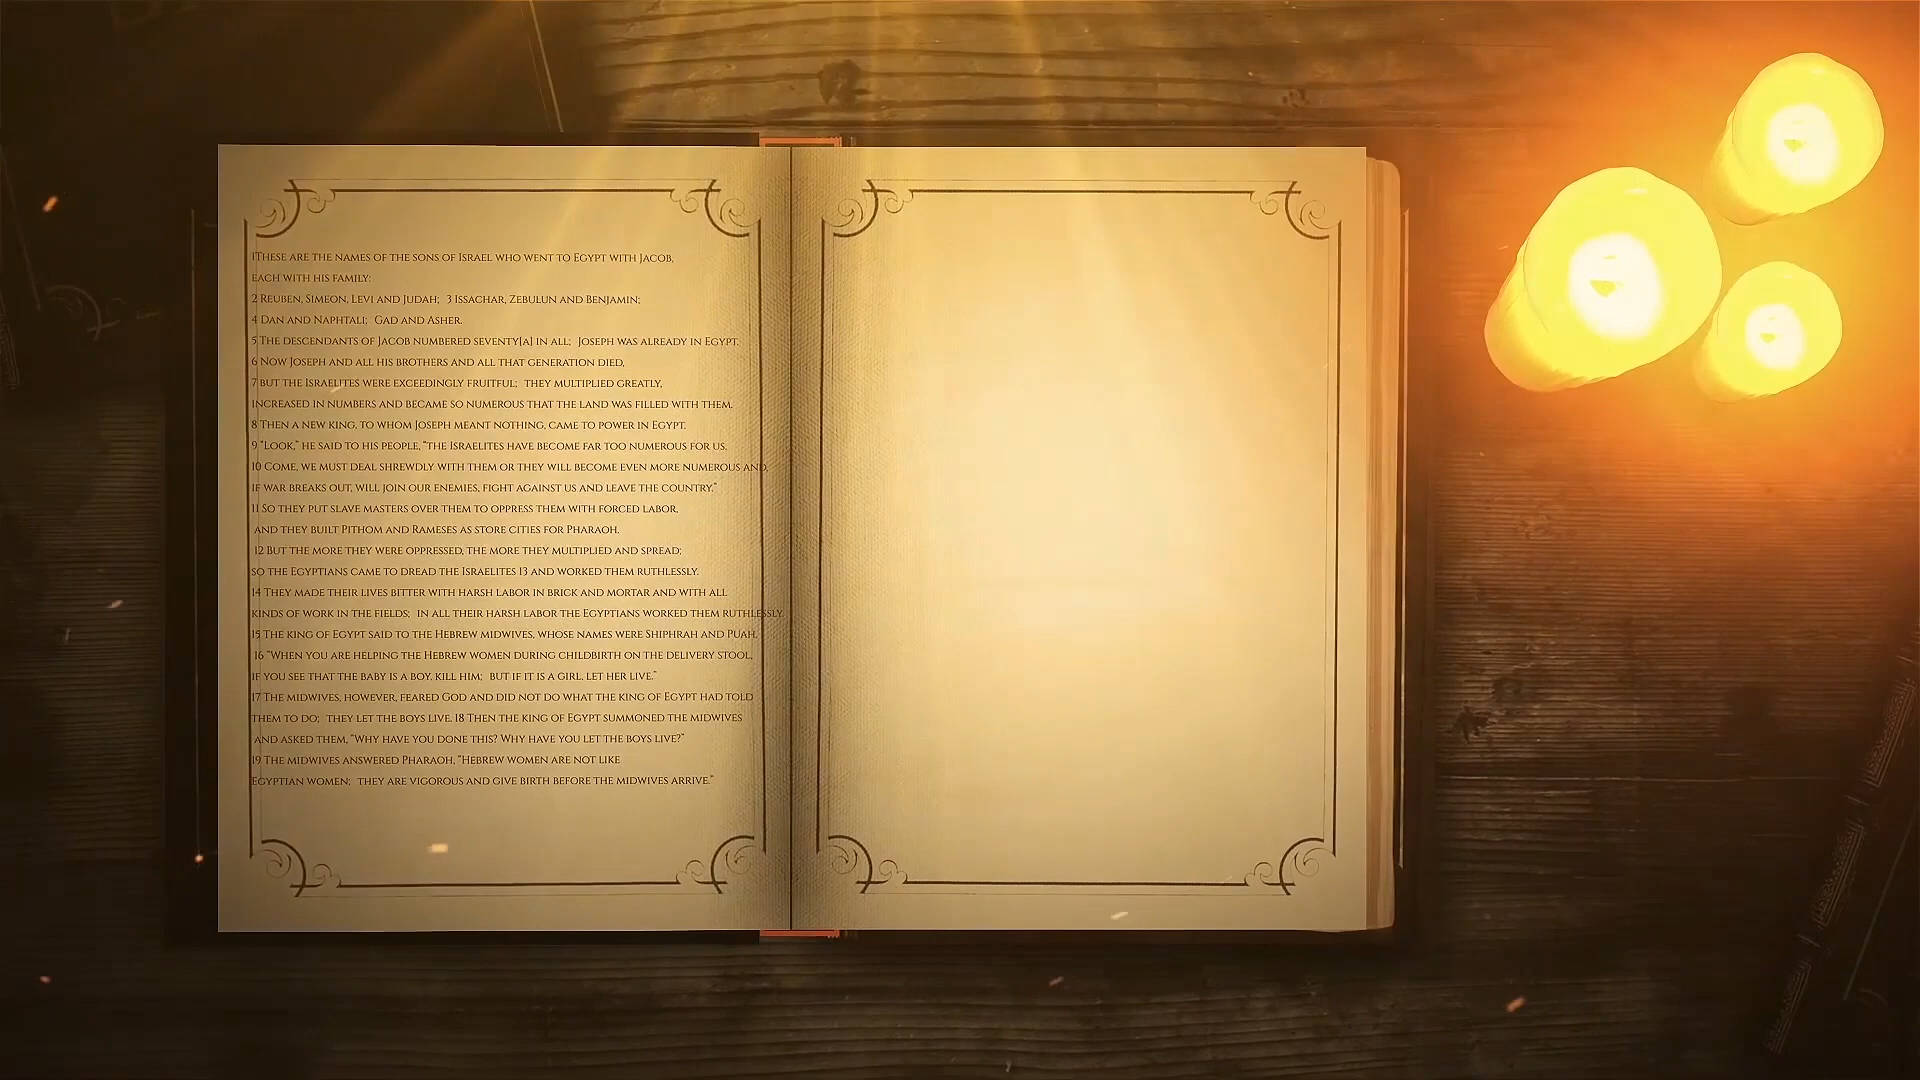 1These are the names of the sons of Israel who went to Egypt with Jacob,
each with his family:
2 Reuben, Simeon, Levi and Judah;  3 Issachar, Zebulun and Benjamin;
4 Dan and Naphtali;  Gad and Asher.
5 The descendants of Jacob numbered seventy[a] in all;  Joseph was already in Egypt.
6 Now Joseph and all his brothers and all that generation died,
7 but the Israelites were exceedingly fruitful;  they multiplied greatly,
increased in numbers and became so numerous that the land was filled with them.
8 Then a new king, to whom Joseph meant nothing, came to power in Egypt.
9 "Look," he said to his people, "the Israelites have become far too numerous for us.
10 Come, we must deal shrewdly with them or they will become even more numerous and,
if war breaks out, will join our enemies, fight against us and leave the country."
11 So they put slave masters over them to oppress them with forced labor,
and they built Pithom and Rameses as store cities for Pharaoh.
12 But the more they were oppressed, the more they multiplied and spread;
so the Egyptians came to dread the Israelites 13 and worked them ruthlessly.
14 They made their lives bitter with harsh labor in brick and mortar and with all
kinds of work in the fields;  in all their harsh labor the Egyptians worked them ruthlessly.
15 The king of Egypt said to the Hebrew midwives, whose names were Shiphrah and Puah,
16 "When you are helping the Hebrew women during childbirth on the delivery stool,
if you see that the baby is a boy, kill him;  but if it is a girl, let her live."
17 The midwives, however, feared God and did not do what the king of Egypt had told
them to do;  they let the boys live. 18 Then the king of Egypt summoned the midwives
and asked them, "Why have you done this? Why have you let the boys live?"
19 The midwives answered Pharaoh, "Hebrew women are not like
Egyptian women;  they are vigorous and give birth before the midwives arrive."